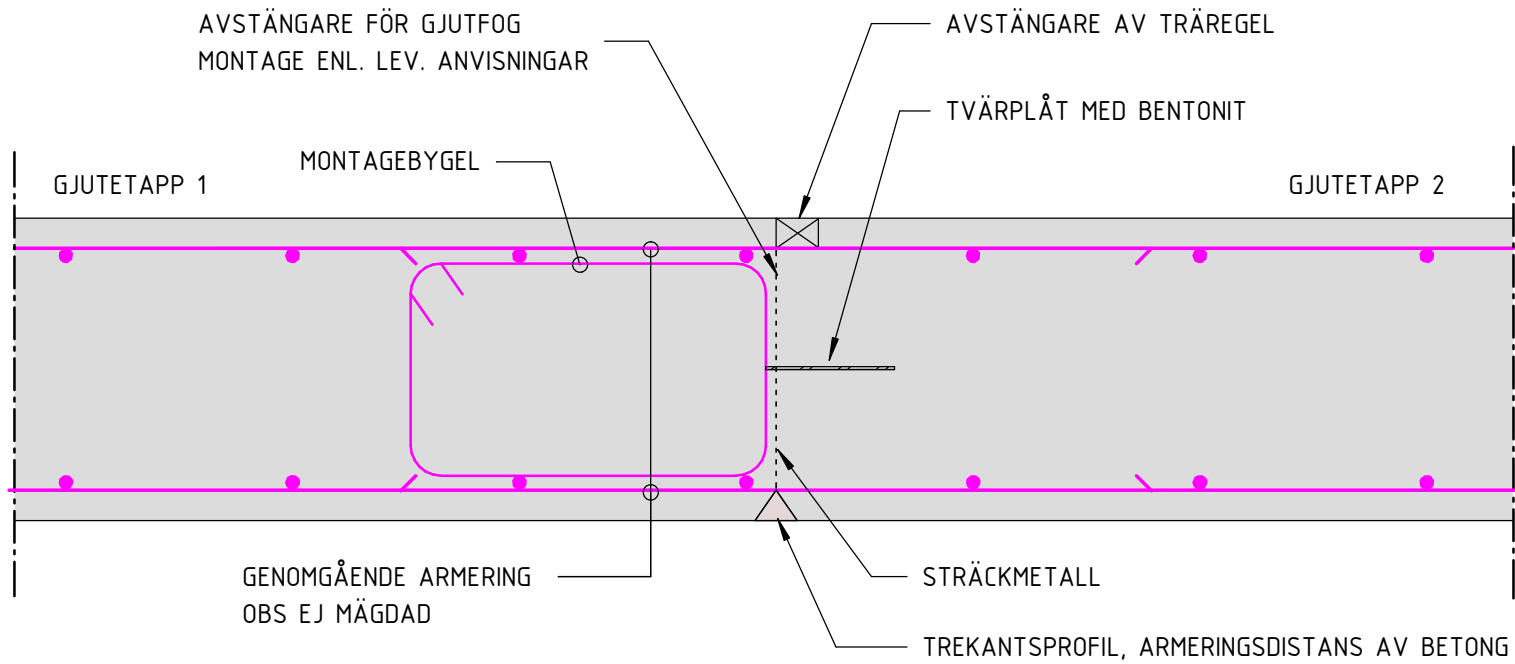 AVSTÄNGARE FÖR GJUTFOG
MONTAGE ENL. LEV. ANVISNINGAR
AVSTÄNGARE AV TRÄREGEL
TVÄRPLÅT MED BENTONIT
MONTAGEBYGEL
GJUTETAPP 1
GJUTETAPP 2
GENOMGÅENDE ARMERING
OBS EJ MÄGDAD
STRÄCKMETALL
TREKANTSPROFIL, ARMERINGSDISTANS AV BETONG